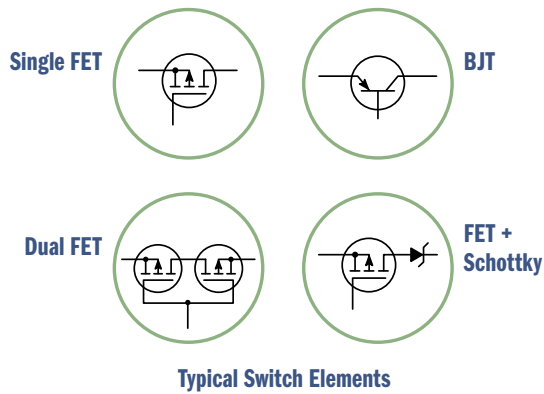 Single FET
BJT
Dual FET
FET +
Schottky
Typical Switch Elements